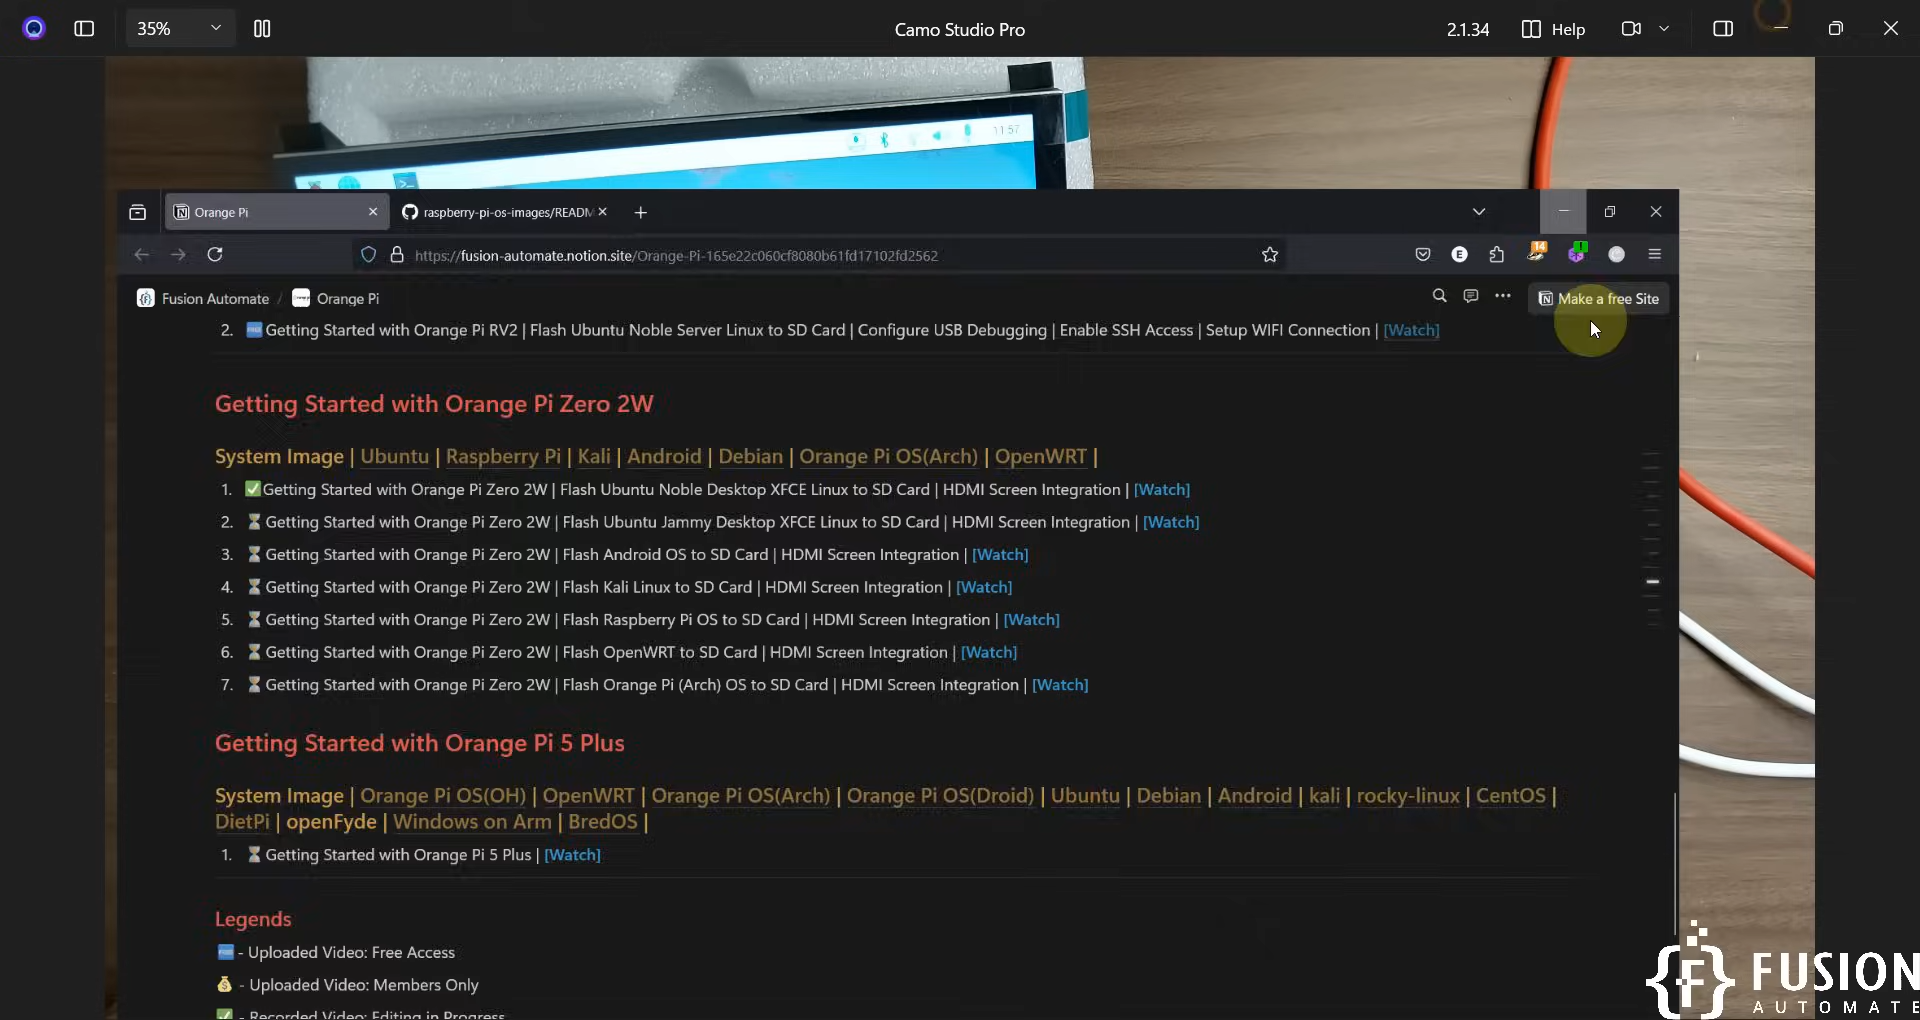 35%
Camo Studio Pro
2.1.34
Help
11:57
Orange Pi
raspberry-pi-os-images/READM
https://fusion-automate.notion.site/Orange-Pi-165e22c060cf8080b61fd17102fd2562
14
E
Fusion Automate / Orange Pi
Make a free Site
2. Getting Started with Orange Pi RV2 | Flash Ubuntu Noble Server Linux to SD Card | Configure USB Debugging | Enable SSH Access | Setup WIFI Connection | [Watch]
Getting Started with Orange Pi Zero 2W
System Image | Ubuntu | Raspberry Pi | Kali | Android | Debian | Orange Pi OS(Arch) | OpenWRT |
1. ✅Getting Started with Orange Pi Zero 2W | Flash Ubuntu Noble Desktop XFCE Linux to SD Card | HDMI Screen Integration | [Watch]
2. ⏳Getting Started with Orange Pi Zero 2W | Flash Ubuntu Jammy Desktop XFCE Linux to SD Card | HDMI Screen Integration | [Watch]
3. ⏳Getting Started with Orange Pi Zero 2W | Flash Android OS to SD Card | HDMI Screen Integration | [Watch]
4. ⏳Getting Started with Orange Pi Zero 2W | Flash Kali Linux to SD Card | HDMI Screen Integration | [Watch]
5. ⏳Getting Started with Orange Pi Zero 2W | Flash Raspberry Pi OS to SD Card | HDMI Screen Integration | [Watch]
6. ⏳Getting Started with Orange Pi Zero 2W | Flash OpenWRT to SD Card | HDMI Screen Integration | [Watch]
7. ⏳Getting Started with Orange Pi Zero 2W | Flash Orange Pi (Arch) OS to SD Card | HDMI Screen Integration | [Watch]
Getting Started with Orange Pi 5 Plus
System Image | Orange Pi OS(OH) | OpenWRT | Orange Pi OS(Arch) | Orange Pi OS(Droid) | Ubuntu | Debian | Android | kali | rocky-linux | CentOS |
DietPi | openFyde | Windows on Arm | BredOS |
1. ⏳Getting Started with Orange Pi 5 Plus | [Watch]
Legends
- Uploaded Video: Free Access
💰 - Uploaded Video: Members Only
✅ - Recorded Video: Editing in Progress
{F} FUSION
AUTOMATE